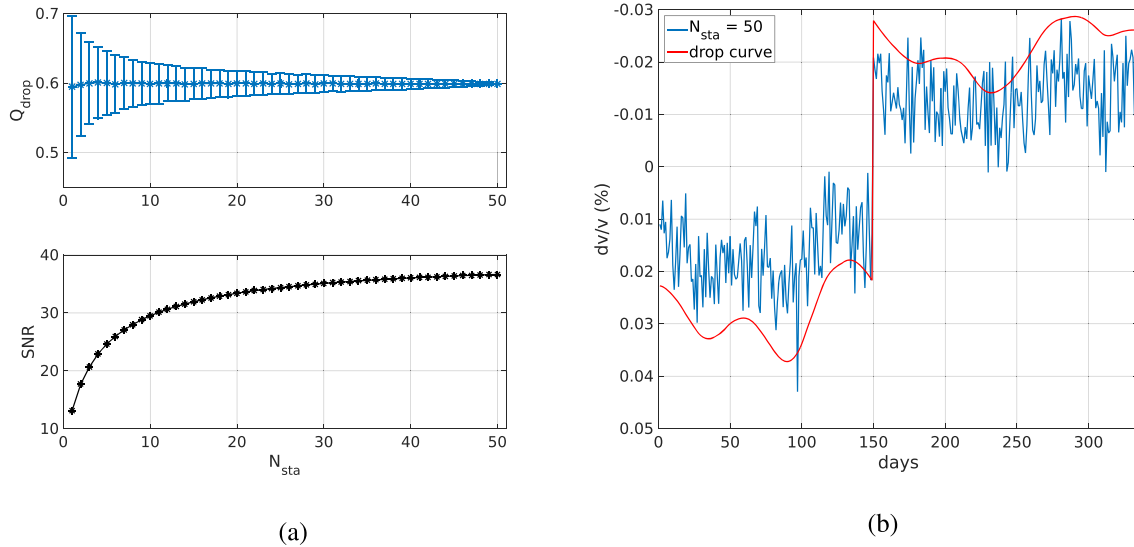 0.7
0.6
0.5
Q_drop
0 10 20 30 40 50
40
30
20
10
SNR
0 10 20 30 40 50
N_sta
(a)
-0.03
-0.02
-0.01
0
0.01
0.02
0.03
0.04
0.05
dv/v (%)
N_sta = 50
drop curve
0 50 100 150 200 250 300
days
(b)